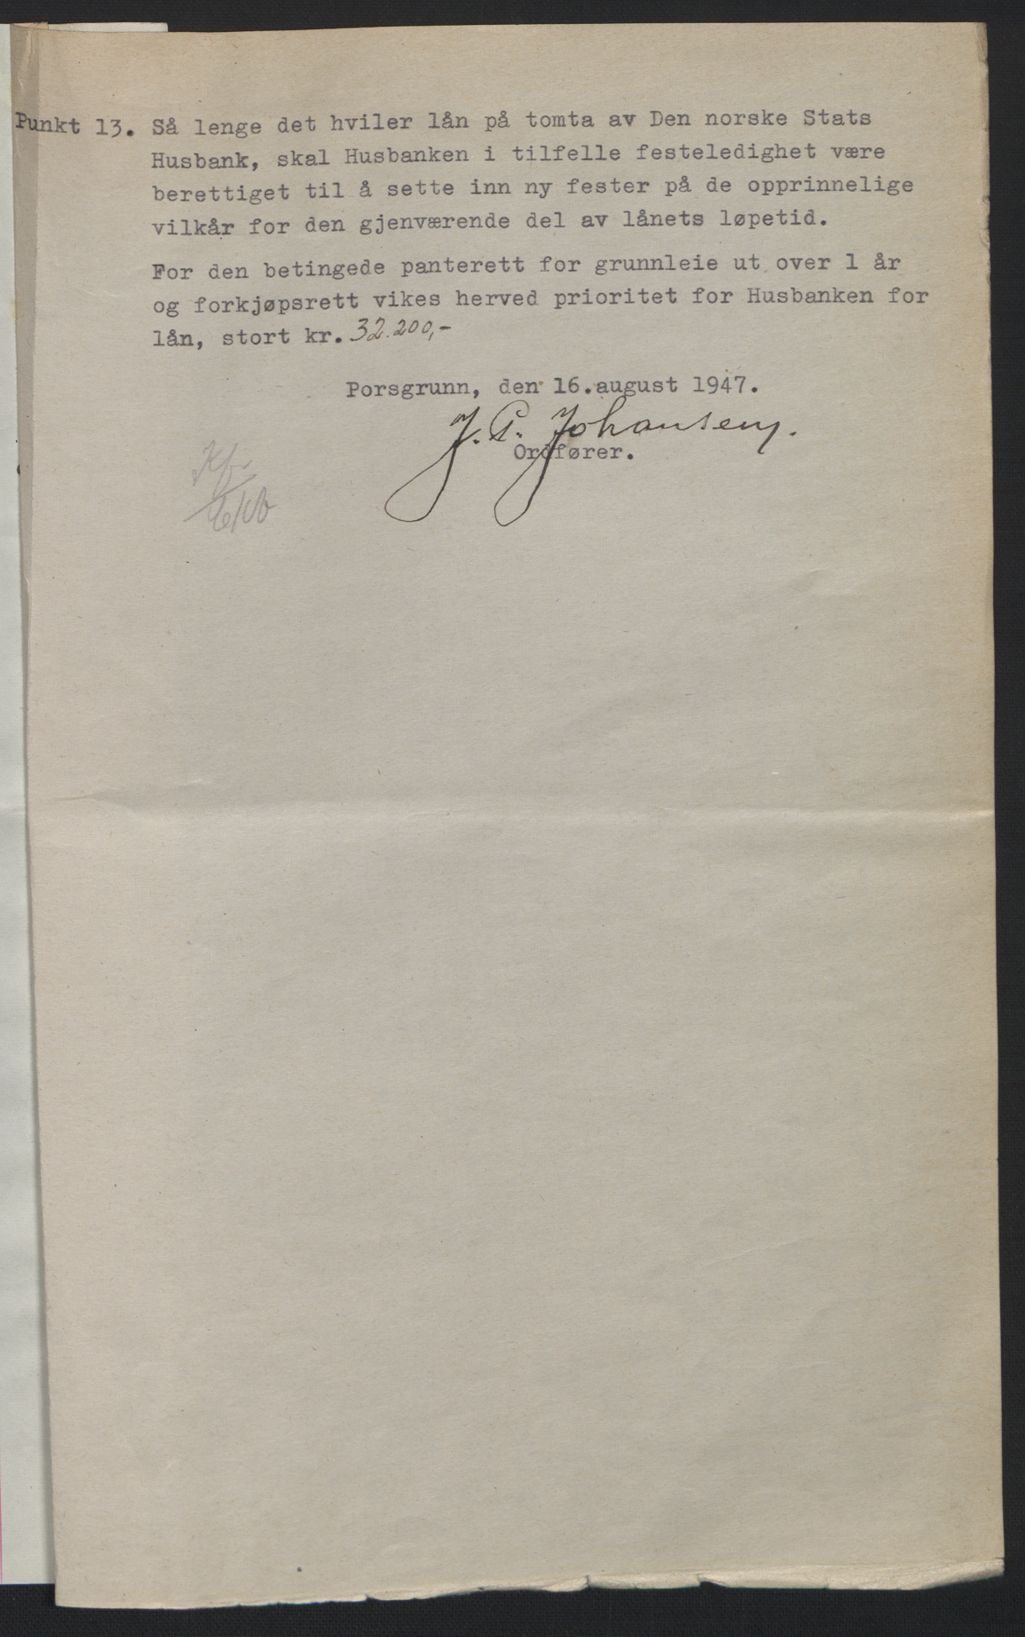 Punkt 13. Så lenge det hviler lån på tomta av Den norske Stats
Husbank, skal Husbanken i tilfelle festeledighet være
berettiget til å sette inn ny fester på de opprinnelige
vilkår for den gjenværende del av lånets løpetid.
For den betingede panterett for grunnleie ut over 1 år
og forkjøpsrett vikes herved prioritet for Husbanken for
lån, stort kr. 32.200,-
Porsgrunn, den 16.august 1947.
J. P. Johansen.
Ordfører.